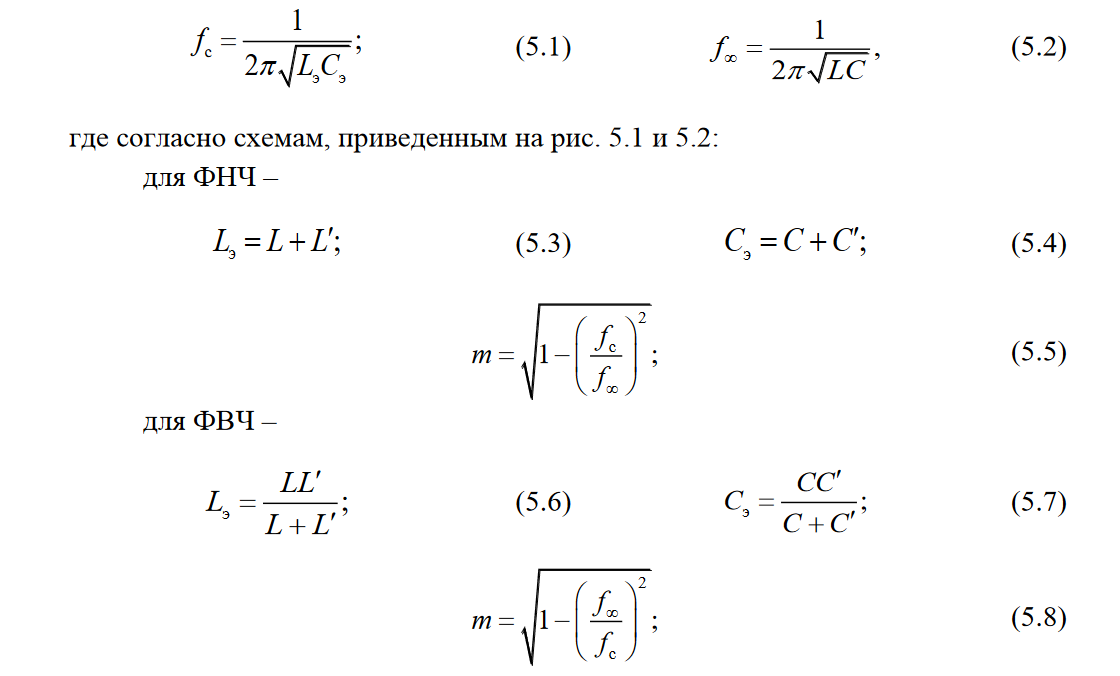 f_с = 1/(2π√(L_эC_э)); (5.1) f_∞ = 1/(2π√(LC)), (5.2)
где согласно схемам, приведенным на рис. 5.1 и 5.2:
для ФНЧ –
L_э = L + L′; (5.3) C_э = C + C′; (5.4)
m = √(1 – (f_с/f_∞)²); (5.5)
для ФВЧ –
L_э = LL′/(L + L′); (5.6) C_э = CC′/(C + C′); (5.7)
m = √(1 – (f_∞/f_с)²); (5.8)